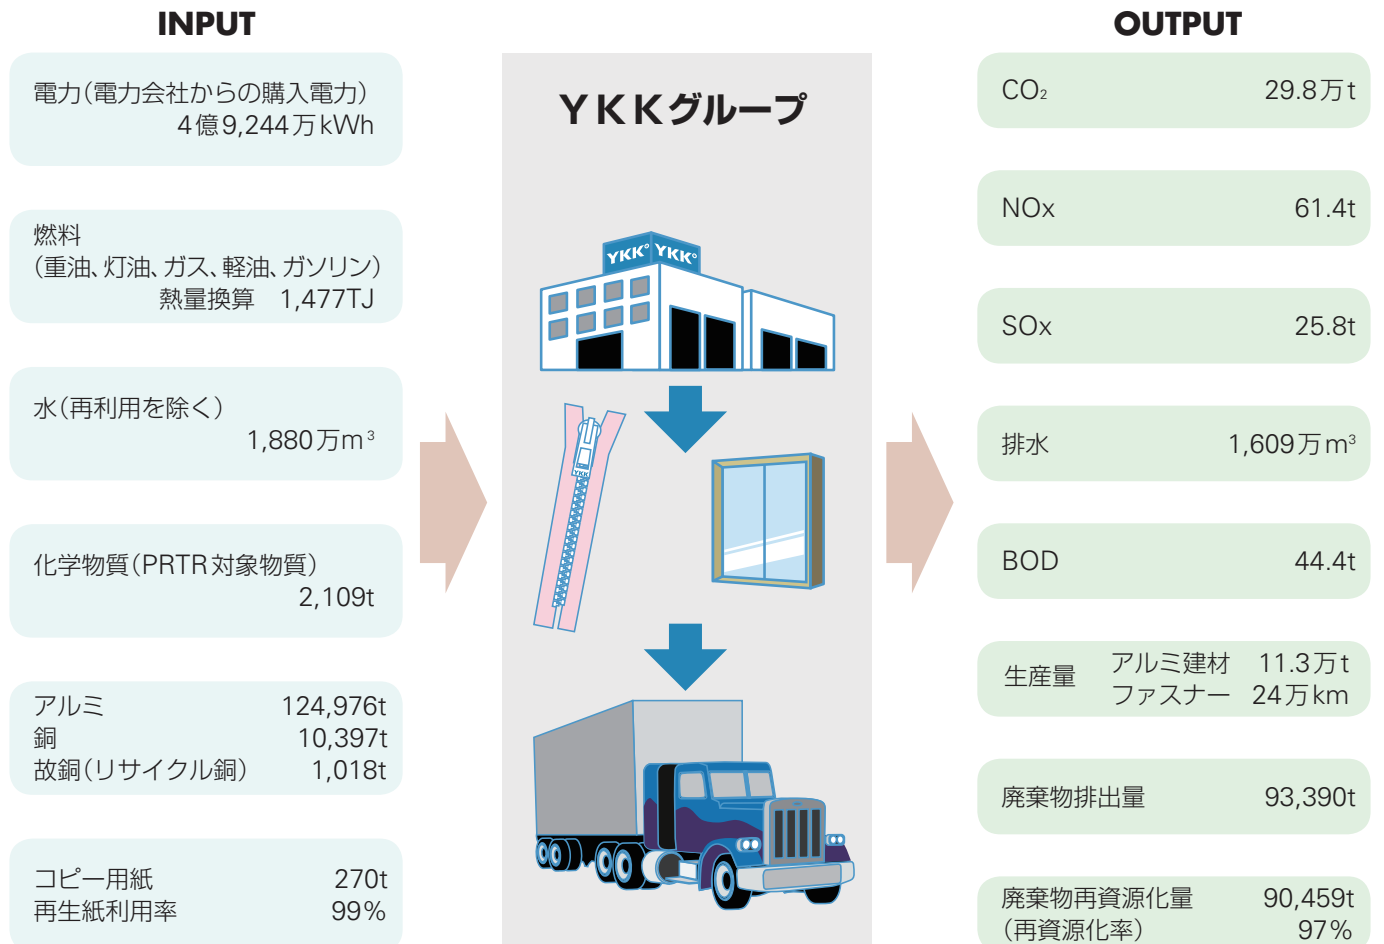 INPUT
電力(電力会社からの購入電力)
4億9,244万kWh
燃料
(重油、灯油、ガス、軽油、ガソリン)
熱量換算 1,477TJ
水(再利用を除く)
1,880万m³
化学物質(PRTR対象物質)
2,109t
アルミ 124,976t
銅 10,397t
故銅(リサイクル銅) 1,018t
コピー用紙 270t
再生紙利用率 99%
YKKグループ
YKK® YKK®
YKK
OUTPUT
CO₂ 29.8万t
NOx 61.4t
SOx 25.8t
排水 1,609万m³
BOD 44.4t
生産量 アルミ建材 11.3万t
ファスナー 24万km
廃棄物排出量 93,390t
廃棄物再資源化量 90,459t
(再資源化率) 97%